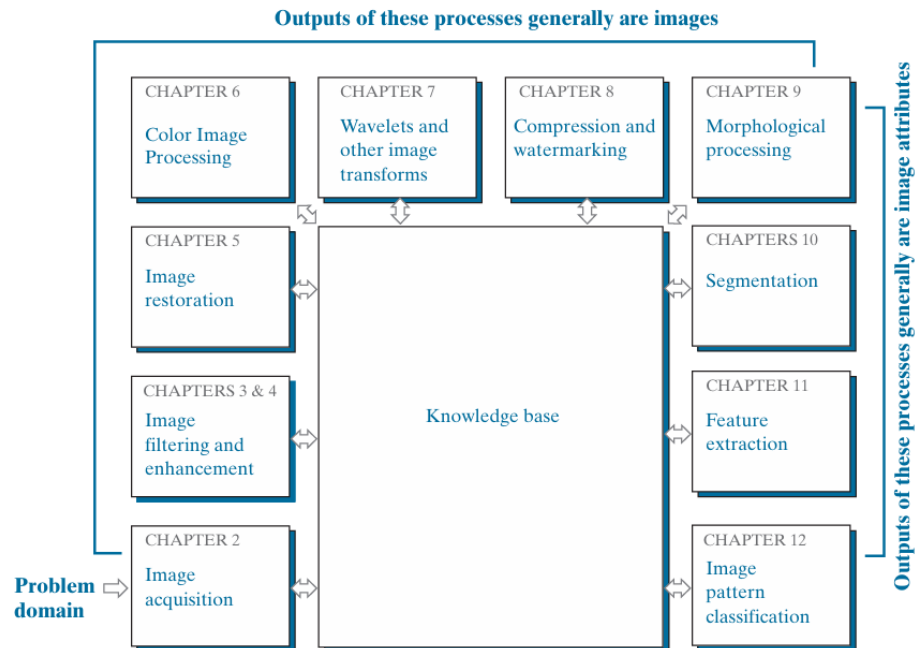 Outputs of these processes generally are images
CHAPTER 6
Color Image
Processing
CHAPTER 7
Wavelets and
other image
transforms
CHAPTER 8
Compression and
watermarking
CHAPTER 9
Morphological
processing
CHAPTER 5
Image
restoration
CHAPTERS 10
Segmentation
CHAPTERS 3 & 4
Image
filtering and
enhancement
Knowledge base
CHAPTER 11
Feature
extraction
CHAPTER 2
Image
acquisition
CHAPTER 12
Image
pattern
classification
Problem
domain
Outputs of these processes generally are image attributes